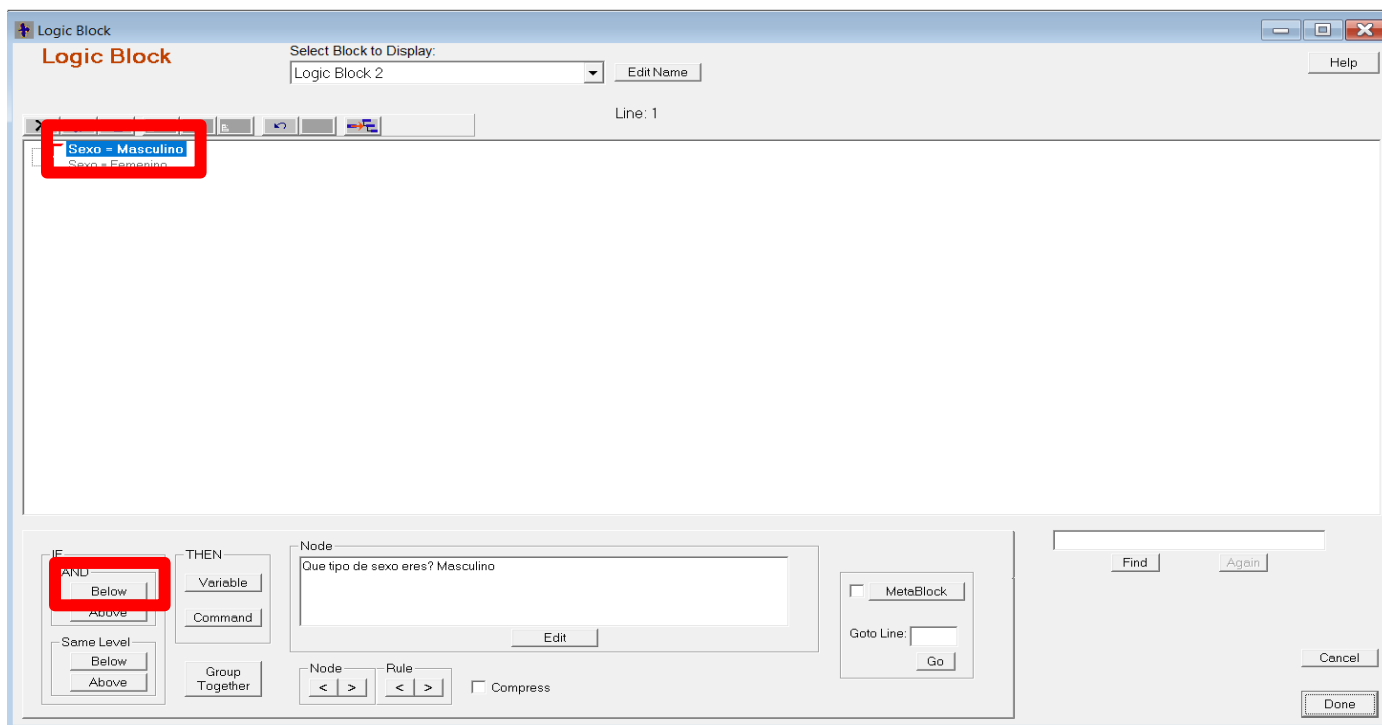 Logic Block
Logic Block
Select Block to Display:
Logic Block 2
Edit Name
Help
Line: 1
Sexo = Masculino
Sexo = Femenino
IF
AND
Below
Above
Same Level
Below
Above
THEN
Variable
Command
Group
Together
Node
Que tipo de sexo eres? Masculino
Edit
Node
< >
Rule
< >
Compress
MetaBlock
Goto Line:
Go
Find
Again
Cancel
Done